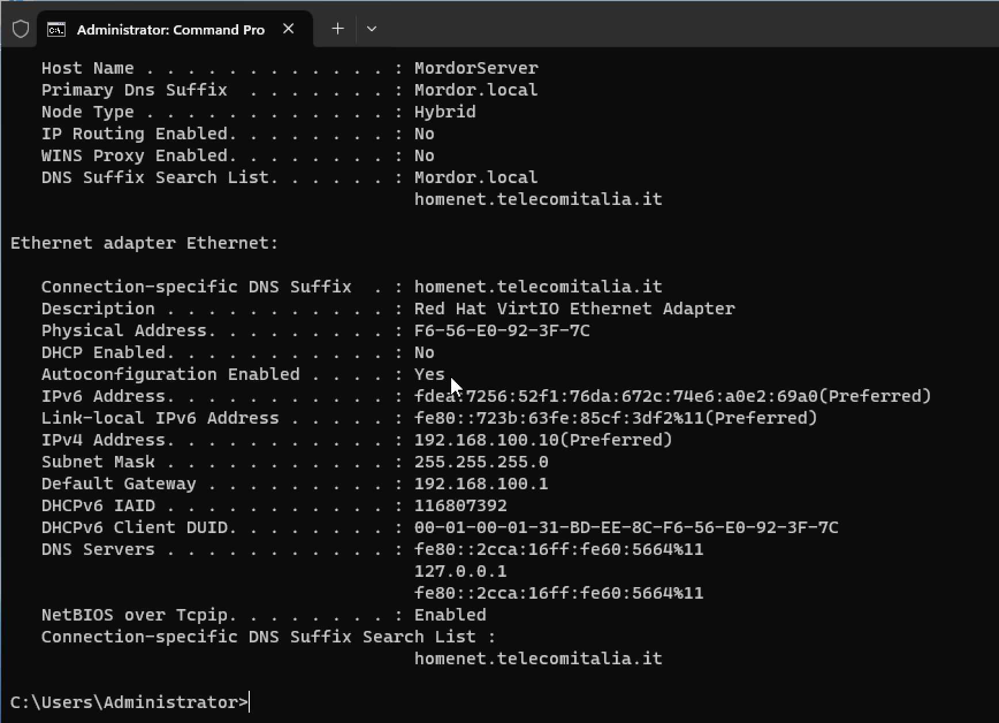 Administrator: Command Pro
Host Name . . . . . . . . . . . . : MordorServer
Primary Dns Suffix  . . . . . . . : Mordor.local
Node Type . . . . . . . . . . . . : Hybrid
IP Routing Enabled. . . . . . . . : No
WINS Proxy Enabled. . . . . . . . : No
DNS Suffix Search List. . . . . . : Mordor.local
homenet.telecomitalia.it
Ethernet adapter Ethernet:
Connection-specific DNS Suffix  . : homenet.telecomitalia.it
Description . . . . . . . . . . . : Red Hat VirtIO Ethernet Adapter
Physical Address. . . . . . . . . : F6-56-E0-92-3F-7C
DHCP Enabled. . . . . . . . . . . : No
Autoconfiguration Enabled . . . . : Yes
IPv6 Address. . . . . . . . . . . : fdea:7256:52f1:76da:672c:74e6:a0e2:69a0(Preferred)
Link-local IPv6 Address . . . . . : fe80::723b:63fe:85cf:3df2%11(Preferred)
IPv4 Address. . . . . . . . . . . : 192.168.100.10(Preferred)
Subnet Mask . . . . . . . . . . . : 255.255.255.0
Default Gateway . . . . . . . . . : 192.168.100.1
DHCPv6 IAID . . . . . . . . . . . : 116807392
DHCPv6 Client DUID. . . . . . . . : 00-01-00-01-31-BD-EE-8C-F6-56-E0-92-3F-7C
DNS Servers . . . . . . . . . . . : fe80::2cca:16ff:fe60:5664%11
127.0.0.1
fe80::2cca:16ff:fe60:5664%11
NetBIOS over Tcpip. . . . . . . . : Enabled
Connection-specific DNS Suffix Search List :
homenet.telecomitalia.it
C:\Users\Administrator>